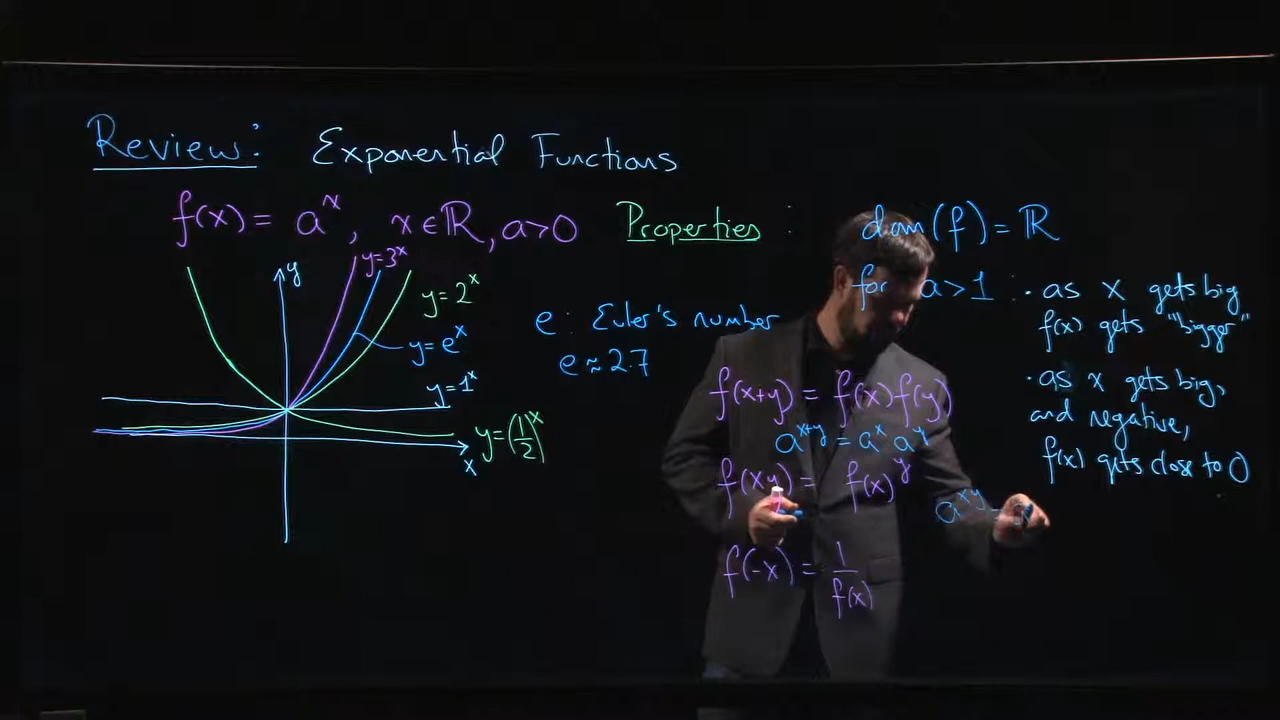 Review: Exponential Functions
f(x) = a^x, x ∈ ℝ, a>0
y=3^x
y
y=2^x
y=e^x
y=1^x
y=(1/2)^x
x
e: Euler's number
e ≈ 2.7
Properties : dom(f) = ℝ
for a>1 : · as x gets big
f(x) gets "bigger"
· as x gets big,
and negative,
f(x) gets close to 0
f(x+y) = f(x)f(y)
a^{x+y} = a^x a^y
f(xy) = f(x)^y
a^{xy} =
f(-x) = 1/f(x)